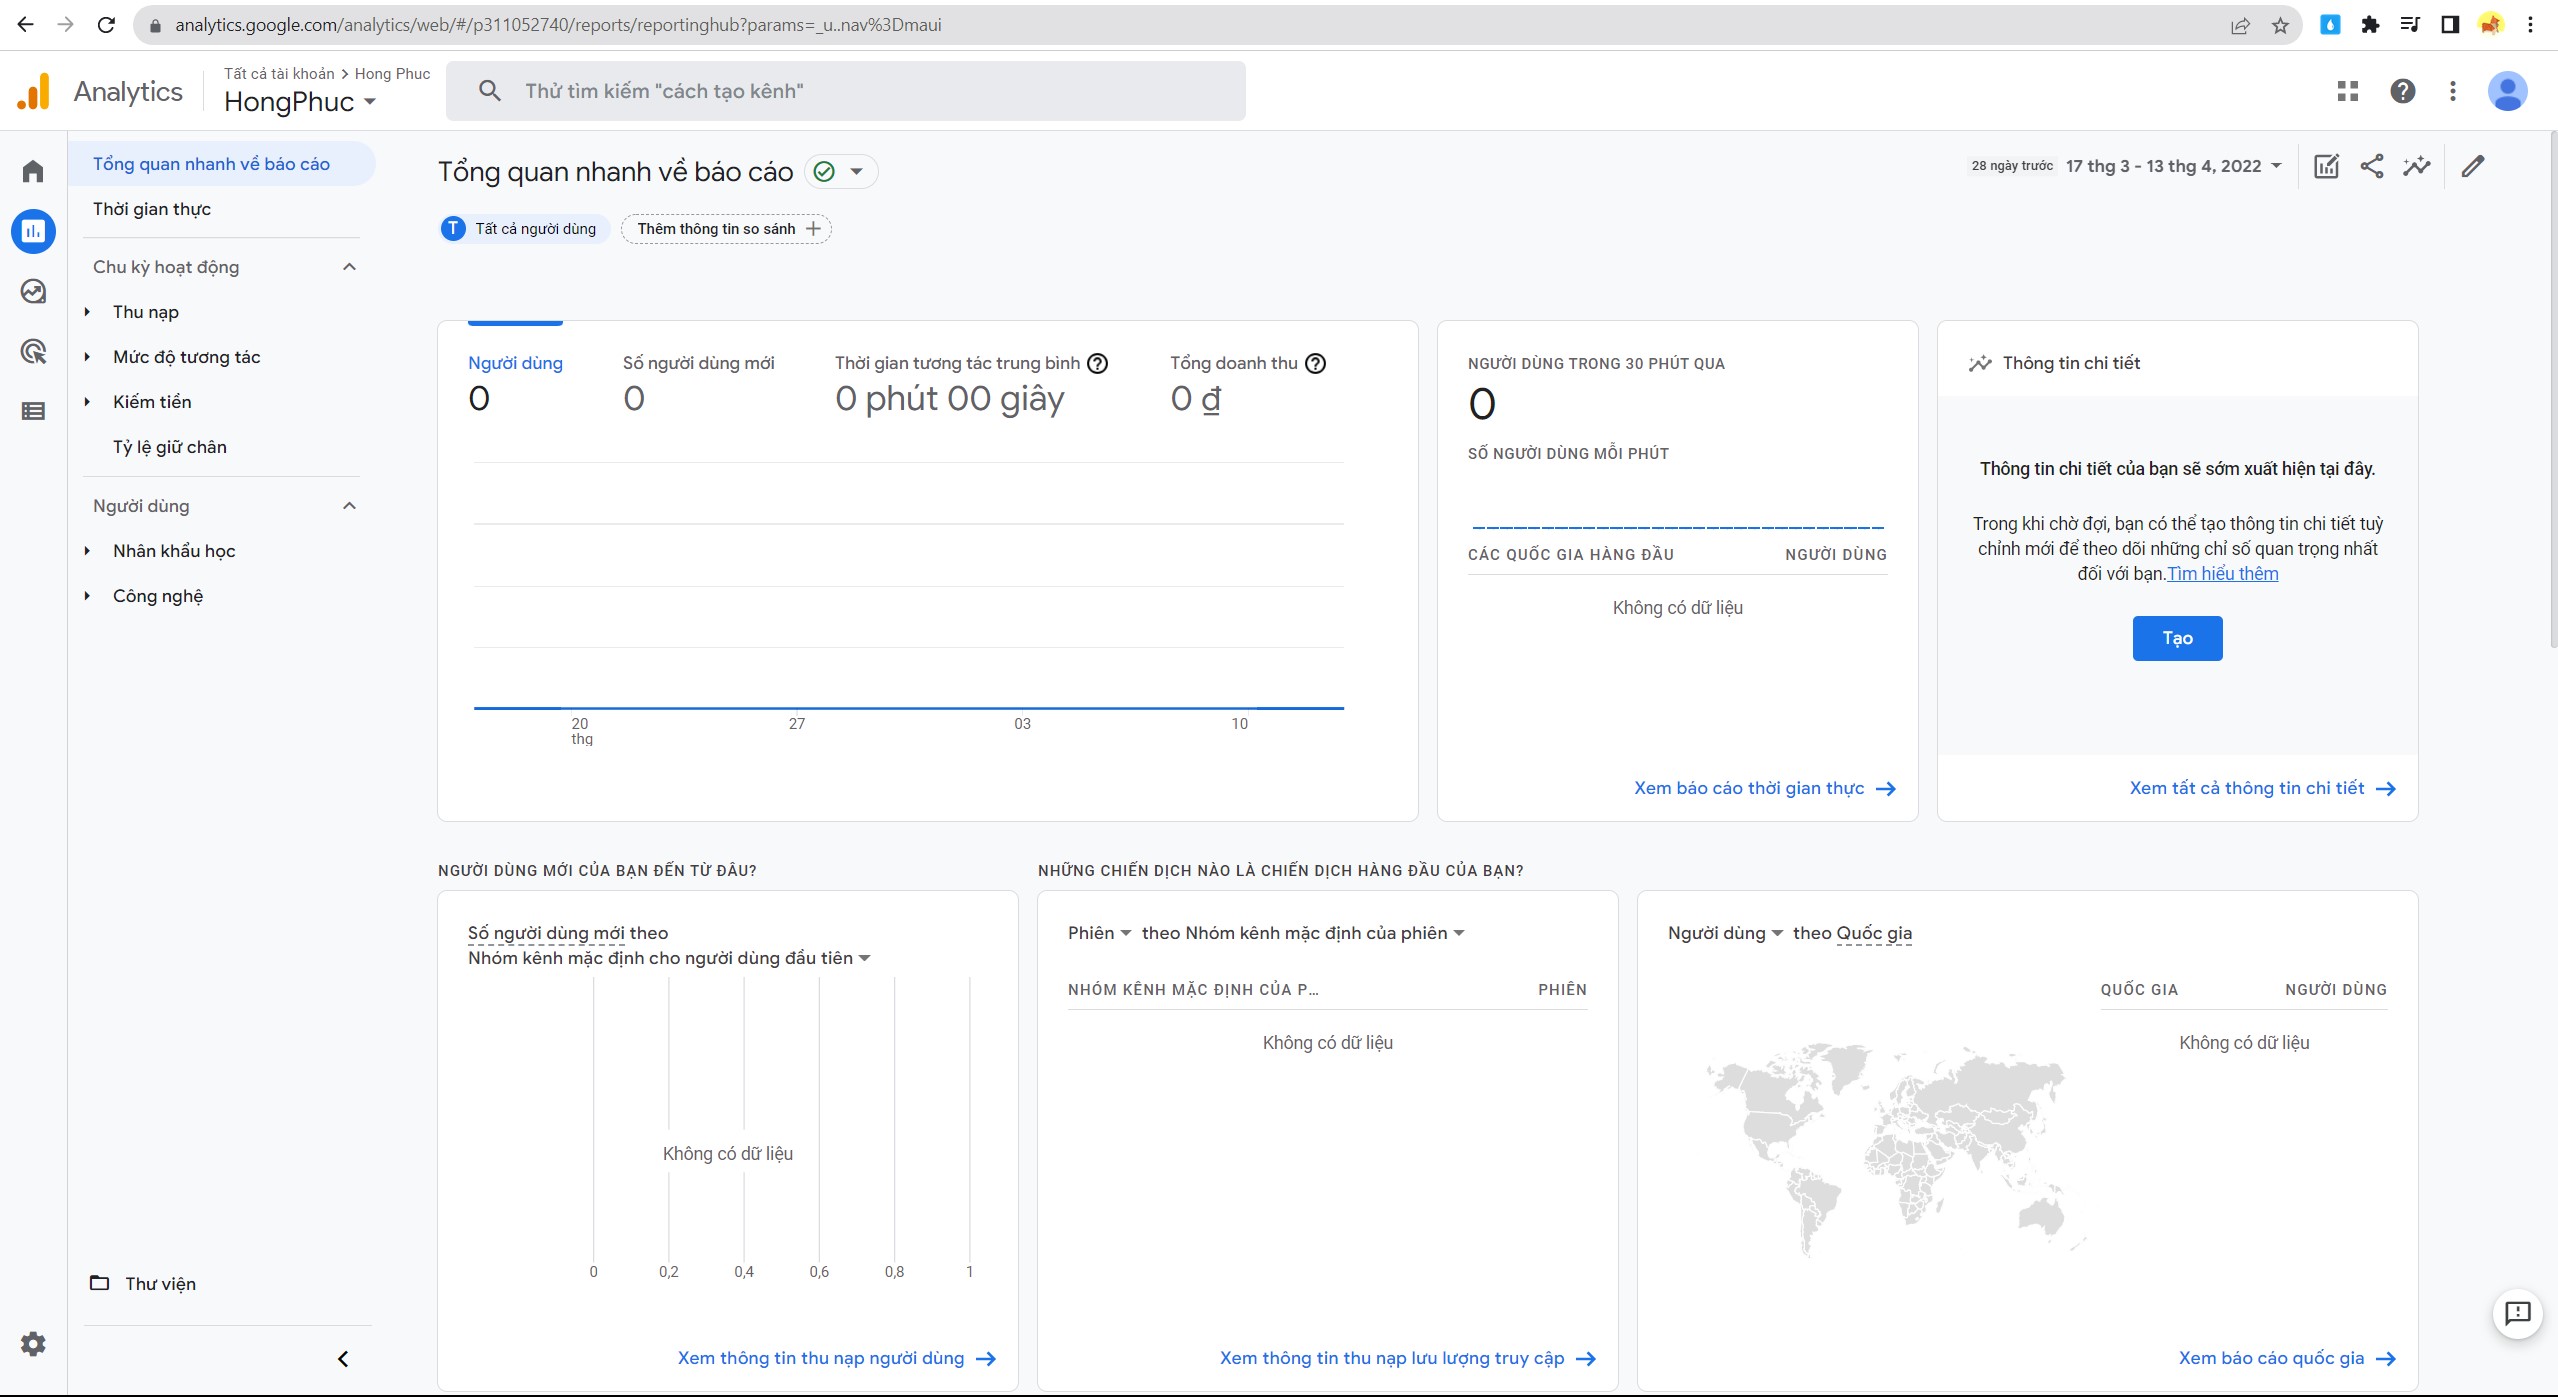 analytics.google.com/analytics/web/#/p311052740/reports/reportinghub?params=_u..nav%3Dmaui
Analytics
Tất cả tài khoản > Hong Phuc
HongPhuc
Thử tìm kiếm "cách tạo kênh"
Tổng quan nhanh về báo cáo
Thời gian thực
Chu kỳ hoạt động
Thu nạp
Mức độ tương tác
Kiếm tiền
Tỷ lệ giữ chân
Người dùng
Nhân khẩu học
Công nghệ
Thư viện
Tổng quan nhanh về báo cáo
28 ngày trước 17 thg 3 - 13 thg 4, 2022
T Tất cả người dùng Thêm thông tin so sánh
Người dùng
0
Số người dùng mới
0
Thời gian tương tác trung bình
0 phút 00 giây
Tổng doanh thu
0 ₫
20 27 03 10
thg
NGƯỜI DÙNG TRONG 30 PHÚT QUA
0
SỐ NGƯỜI DÙNG MỖI PHÚT
CÁC QUỐC GIA HÀNG ĐẦU NGƯỜI DÙNG
Không có dữ liệu
Xem báo cáo thời gian thực
Thông tin chi tiết
Thông tin chi tiết của bạn sẽ sớm xuất hiện tại đây.
Trong khi chờ đợi, bạn có thể tạo thông tin chi tiết tuỳ
chỉnh mới để theo dõi những chỉ số quan trọng nhất
đối với bạn.Tìm hiểu thêm
Tạo
Xem tất cả thông tin chi tiết
NGƯỜI DÙNG MỚI CỦA BẠN ĐẾN TỪ ĐÂU?
Số người dùng mới theo
Nhóm kênh mặc định cho người dùng đầu tiên
Không có dữ liệu
0 0,2 0,4 0,6 0,8 1
Xem thông tin thu nạp người dùng
NHỮNG CHIẾN DỊCH NÀO LÀ CHIẾN DỊCH HÀNG ĐẦU CỦA BẠN?
Phiên theo Nhóm kênh mặc định của phiên
NHÓM KÊNH MẶC ĐỊNH CỦA P... PHIÊN
Không có dữ liệu
Xem thông tin thu nạp lưu lượng truy cập
Người dùng theo Quốc gia
QUỐC GIA NGƯỜI DÙNG
Không có dữ liệu
Xem báo cáo quốc gia